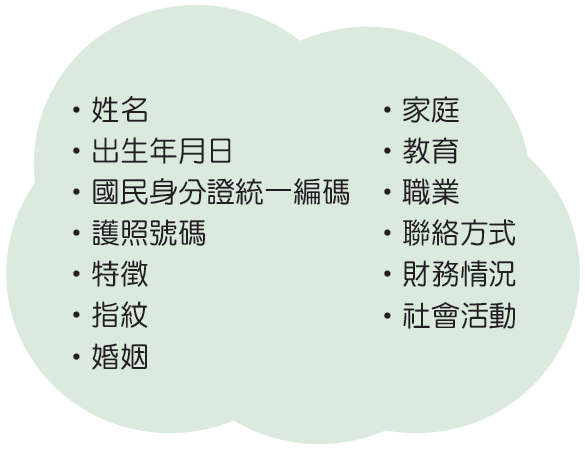 ・姓名
・出生年月日
・國民身分證統一編碼
・護照號碼
・特徵
・指紋
・婚姻
・家庭
・教育
・職業
・聯絡方式
・財務情況
・社會活動